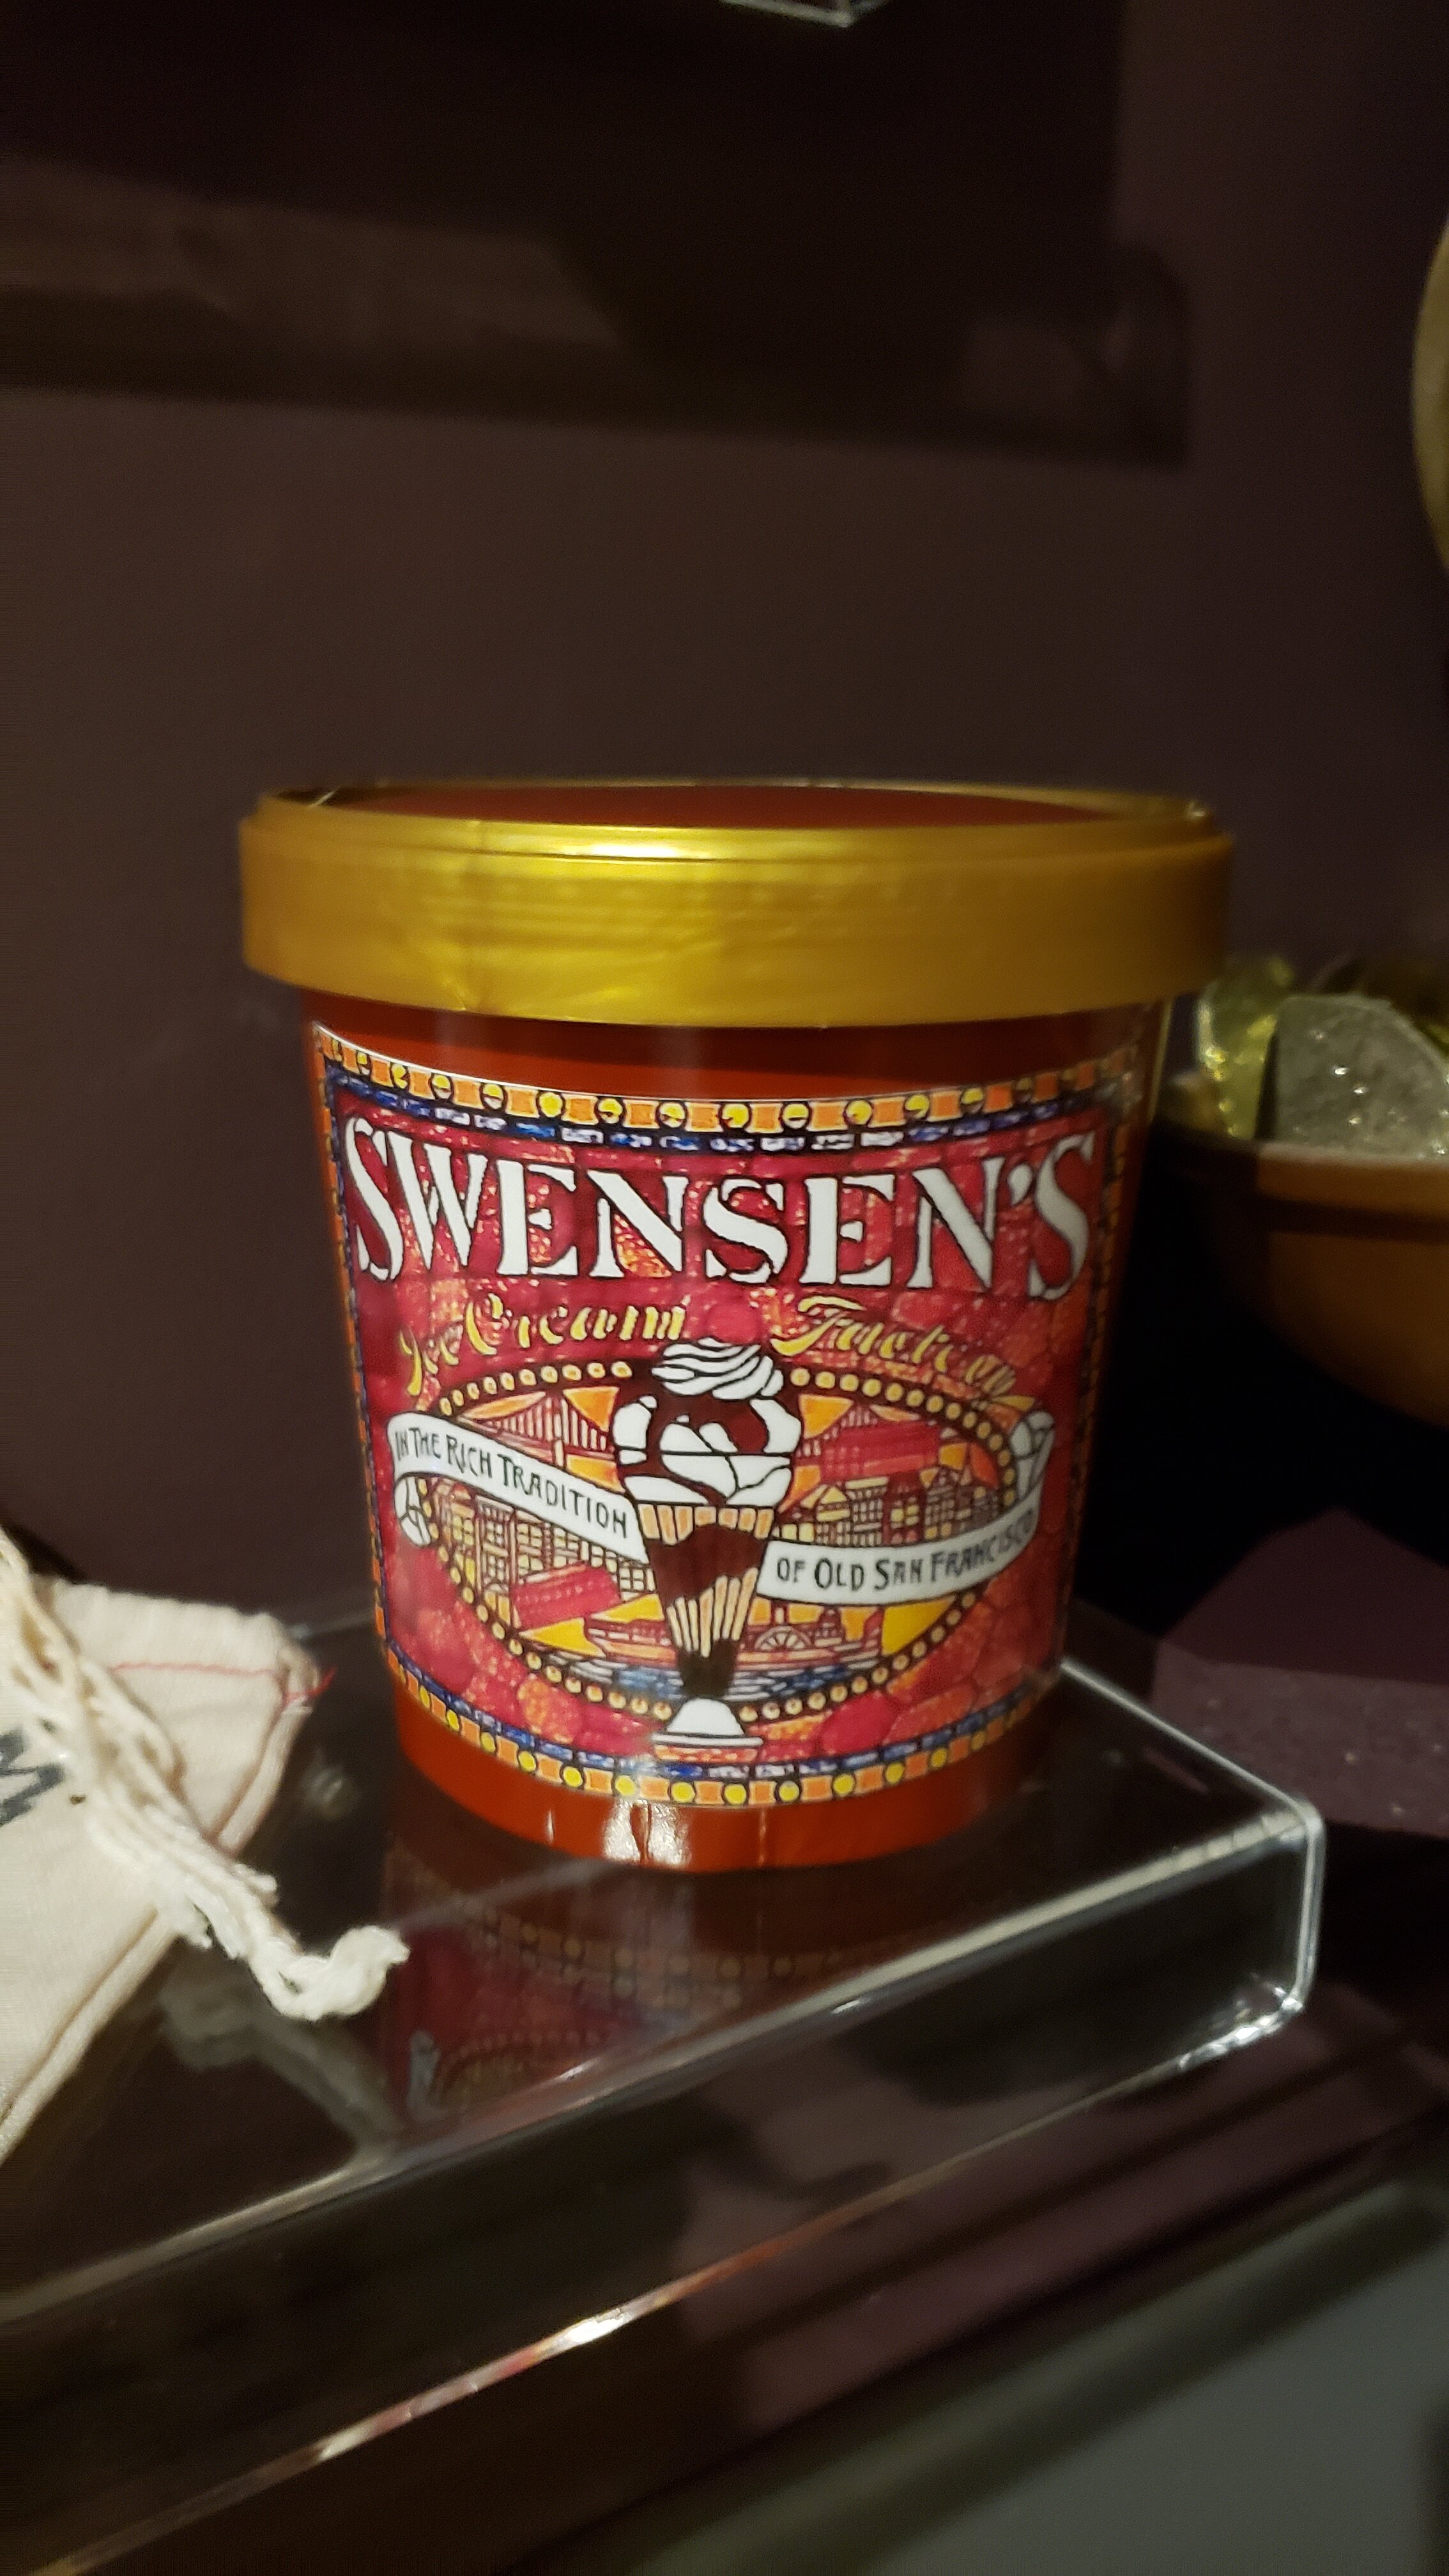 SWENSEN'S
Ice Cream Factory
IN THE RICH TRADITION
OF OLD SAN FRANCISCO
M